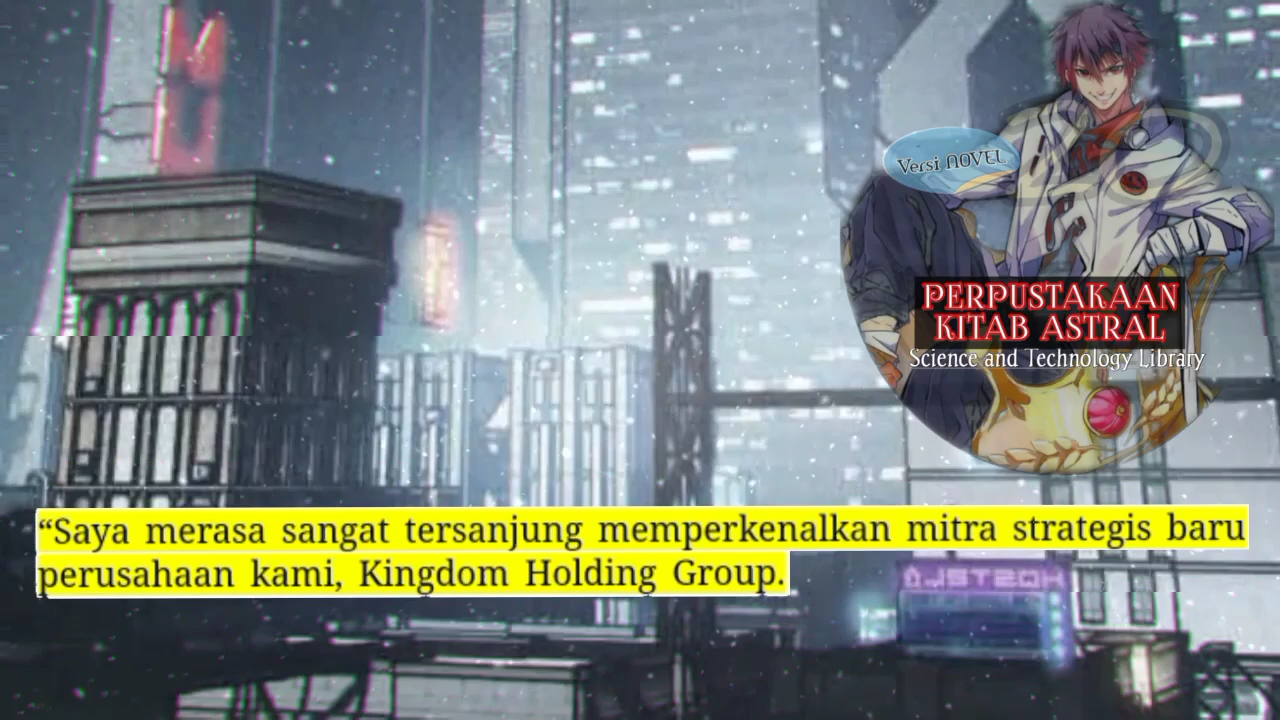 Versi NOVEL
PERPUSTAKAAN
KITAB ASTRAL
Science and Technology Library
“Saya merasa sangat tersanjung memperkenalkan mitra strategis baru
perusahaan kami, Kingdom Holding Group.